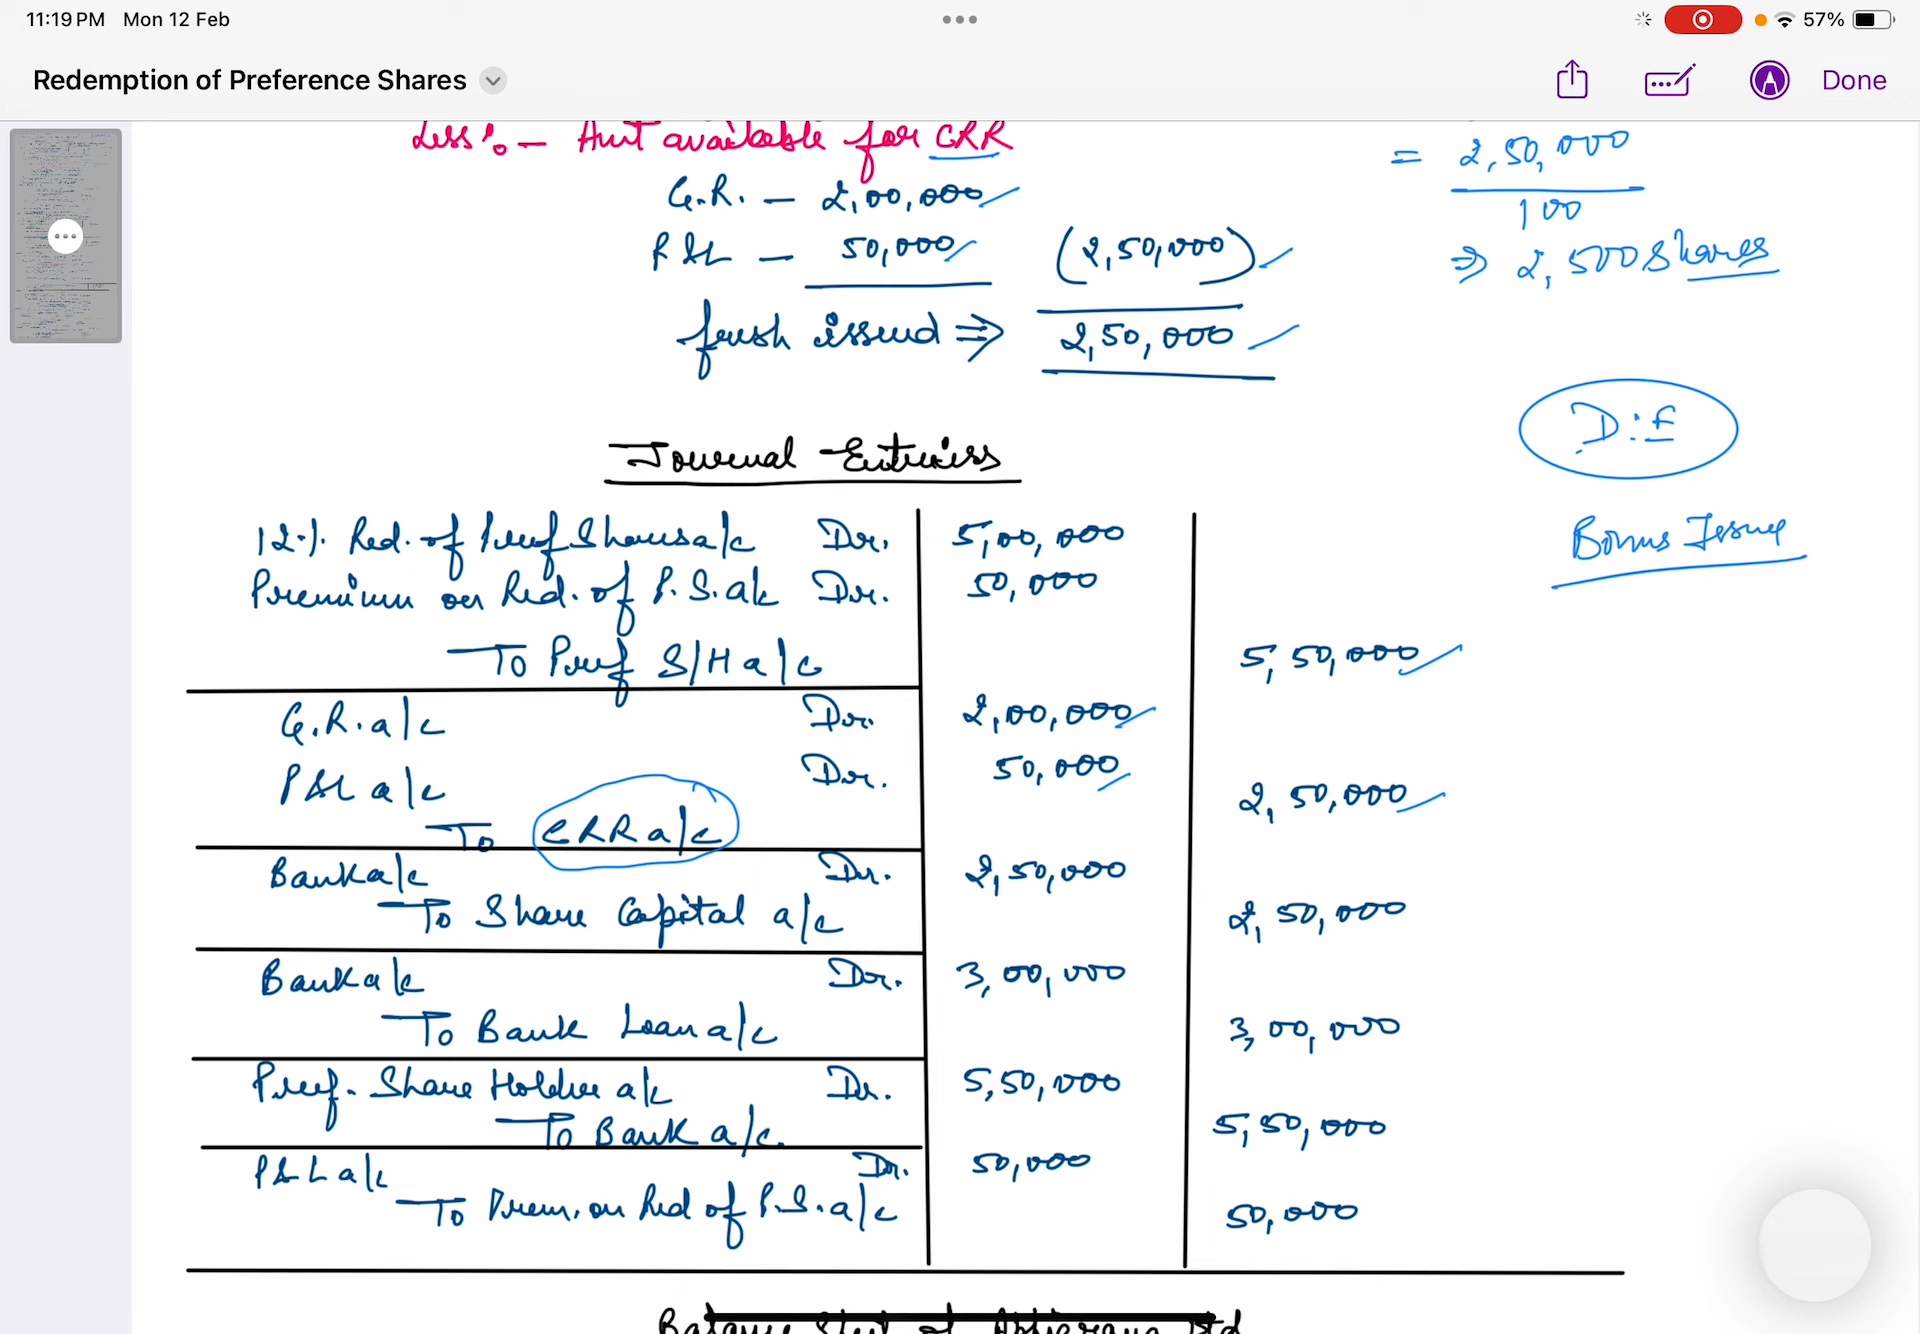 11:19 PM Mon 12 Feb
57%
Redemption of Preference Shares
Done
Less:- Amt available for CRR
G.R. - 2,00,000
P&L - 50,000 (2,50,000)
fresh issued ⇒ 2,50,000
= 2,50,000
100
⇒ 2,500 shares
D:F
Bonus Issue
Journal Entriess
12%. Red. of Pref Shares a/c Dr. 5,00,000
Premium on Red. of P.S. a/c Dr. 50,000
To Pref S/H a/c 5,50,000
G.R. a/c Dr. 2,00,000
P&L a/c Dr. 50,000
To CRR a/c 2,50,000
Bank a/c Dr. 2,50,000
To Share Capital a/c 2,50,000
Bank a/c Dr. 3,00,000
To Bank Loan a/c 3,00,000
Pref. Share Holder a/c Dr. 5,50,000
To Bank a/c. 5,50,000
P&L a/c Dr. 50,000
To Prem. on Red of P.S. a/c 50,000
Balance Sheet of